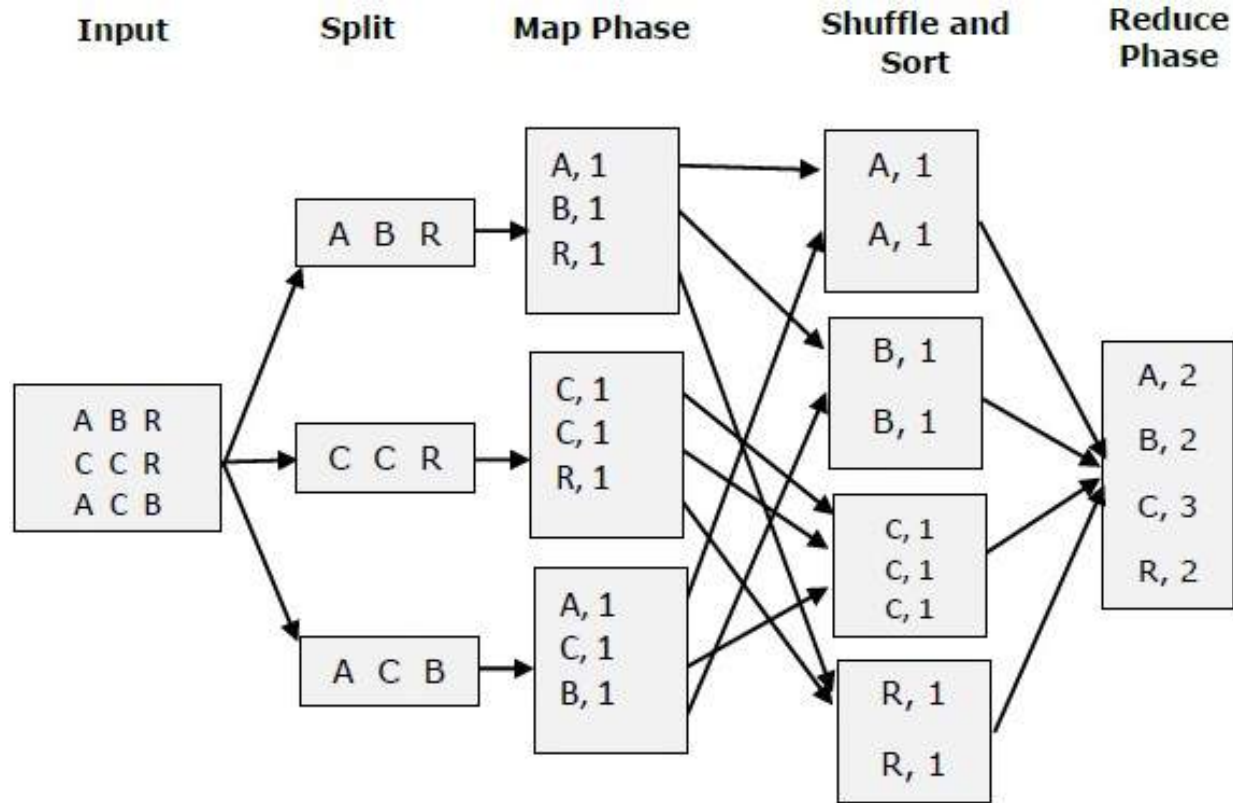 Input
Split
Map Phase
Shuffle and
Sort
Reduce
Phase
A B R
C C R
A C B
A B R
C C R
A C B
A, 1
B, 1
R, 1
C, 1
C, 1
R, 1
A, 1
C, 1
B, 1
A, 1
A, 1
B, 1
B, 1
C, 1
C, 1
C, 1
R, 1
R, 1
A, 2
B, 2
C, 3
R, 2